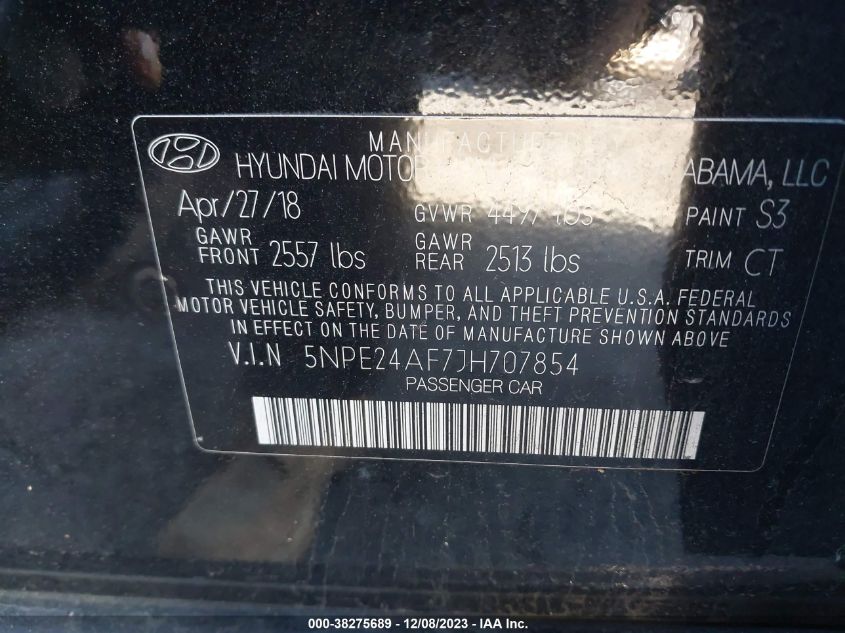 MANUFACTURED
HYUNDAI MOTOR ABAMA, LLC
Apr/27/18 GVWR lbs PAINT S3
GAWR FRONT 2557 lbs GAWR REAR 2513 lbs TRIM CT
THIS VEHICLE CONFORMS TO ALL APPLICABLE U.S.A. FEDERAL
MOTOR VEHICLE SAFETY, BUMPER, AND THEFT PREVENTION STANDARDS
IN EFFECT ON THE DATE OF MANUFACTURE SHOWN ABOVE
V.I.N 5NPE24AF7JH707854
PASSENGER CAR
000-38275689 - 12/08/2023 - IAA Inc.